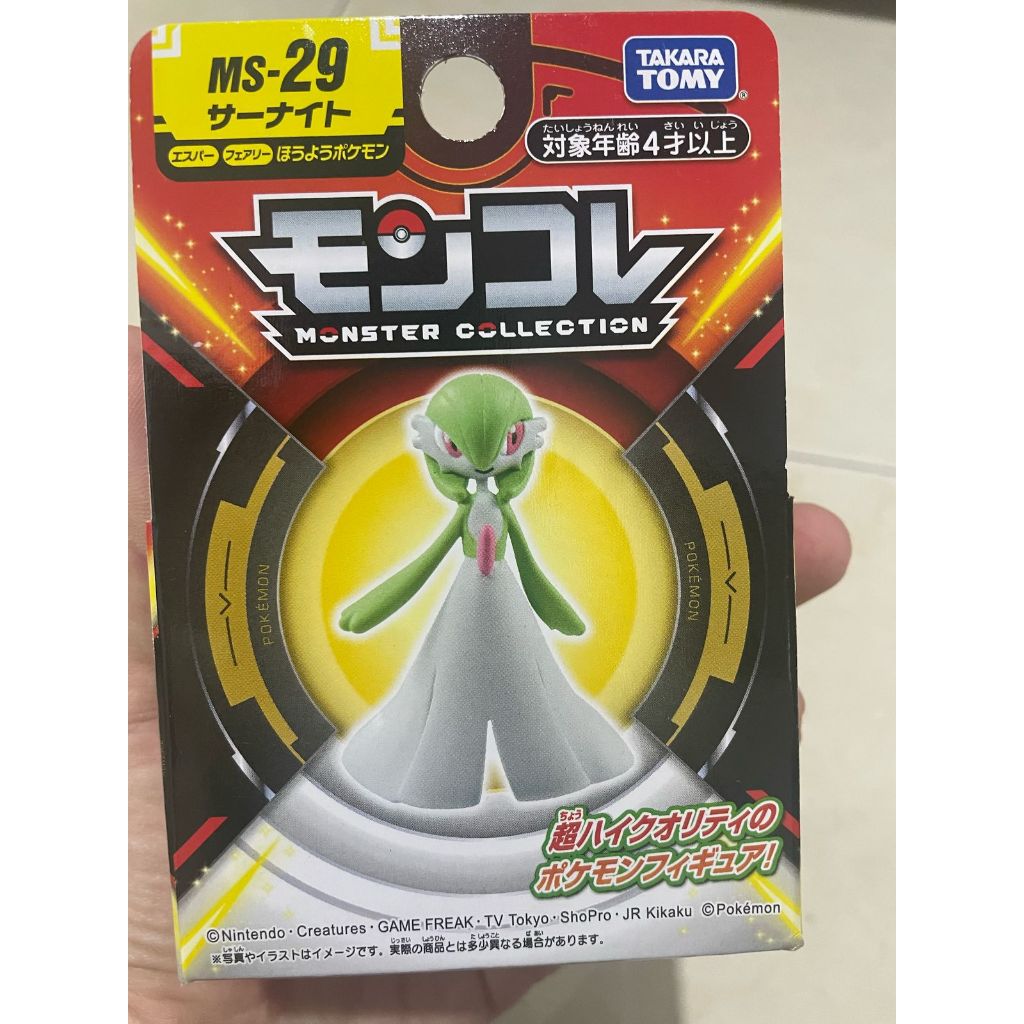 MS-29
サーナイト
エスパー フェアリー ほうようポケモン
TAKARA
TOMY
®
たいしょうねんれい さいいじょう
対象年齢4才以上
モンコレ
MONSTER COLLECTION
POKÉMON
POKÉMON
ちょう
超ハイクオリティの
ポケモンフィギュア!
©Nintendo・Creatures・GAME FREAK・TV Tokyo・ShoPro・JR Kikaku ©Pokémon
しゃしん じっさい しょうひん たしょうこと ばあい
※写真やイラストはイメージです。実際の商品とは多少異なる場合があります。